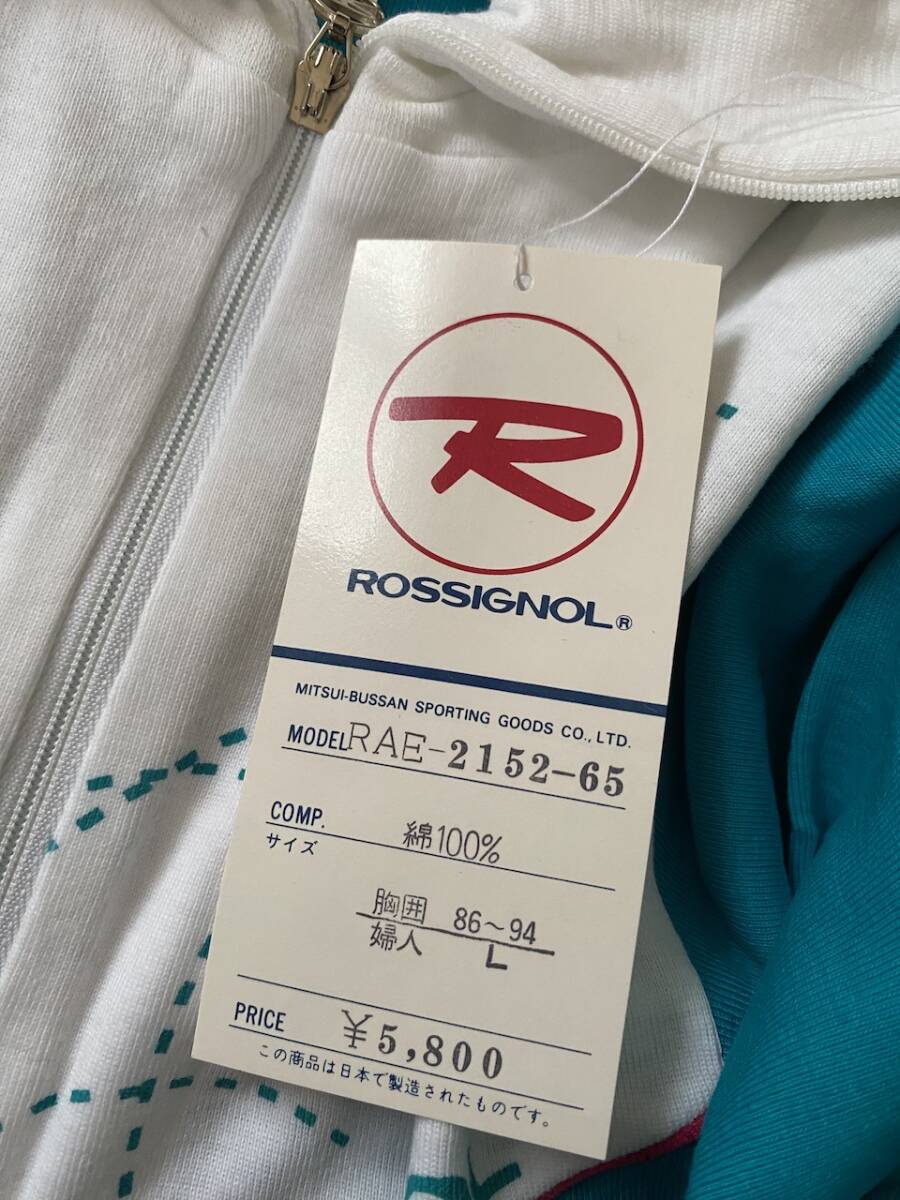 R
ROSSIGNOL®
MITSUI-BUSSAN SPORTING GOODS CO., LTD.
MODEL RAE-2152-65
COMP. 綿100%
サイズ
胸囲 86～94
婦人 L
PRICE ¥5,800
この商品は日本で製造されたものです。